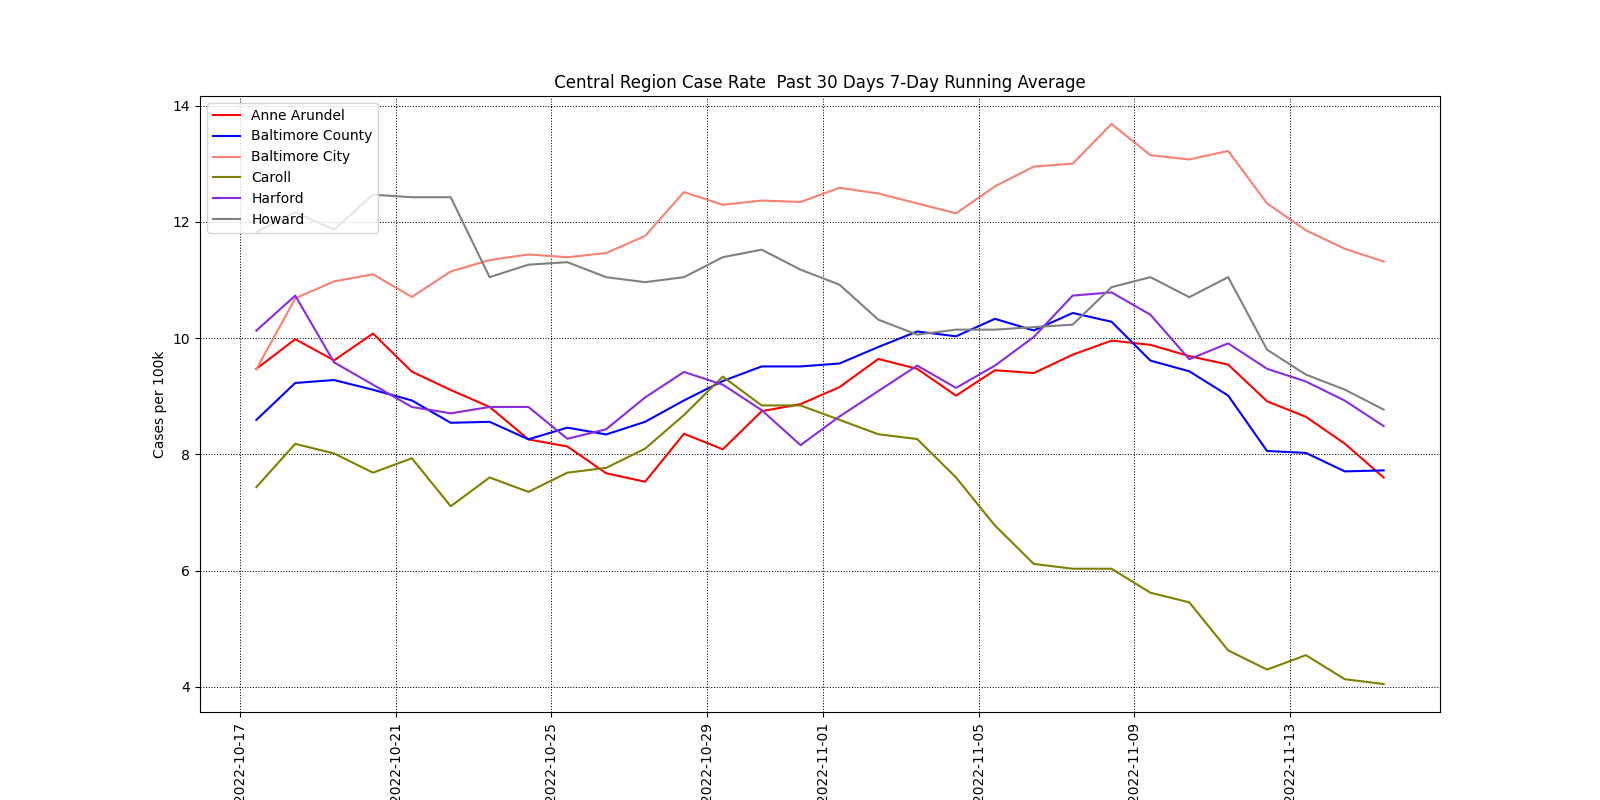 Central Region Case Rate  Past 30 Days 7-Day Running Average
14
12
10
8
6
4
Cases per 100k
Anne Arundel
Baltimore County
Baltimore City
Caroll
Harford
Howard
2022-10-17
2022-10-21
2022-10-25
2022-10-29
2022-11-01
2022-11-05
2022-11-09
2022-11-13